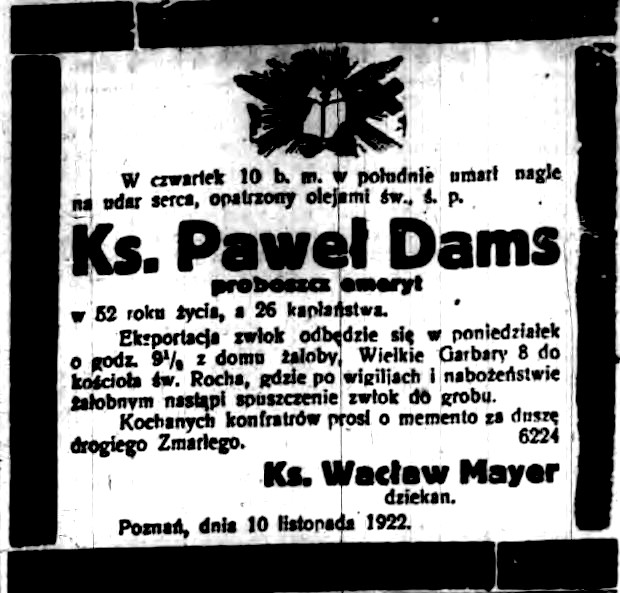 W czwartek 10 b. m. w południe umarł nagle
na udar serca, opatrzony olejami św., ś. p.
Ks. Paweł Dams
proboszcz emeryt
w 52 roku życia, a 26 kapłaństwa.
Eksportacja zwłok odbędzie się w poniedziałek
o godz. 9½ z domu żałoby, Wielkie Garbary 8 do
kościoła św. Rocha, gdzie po wigiljach i nabożeństwie
żałobnym nastąpi spuszczenie zwłok do grobu.
Kochanych konfratrów prosi o memento za duszę
drogiego Zmarłego. 6224
Ks. Wacław Mayer
dziekan.
Poznań, dnia 10 listopada 1922.